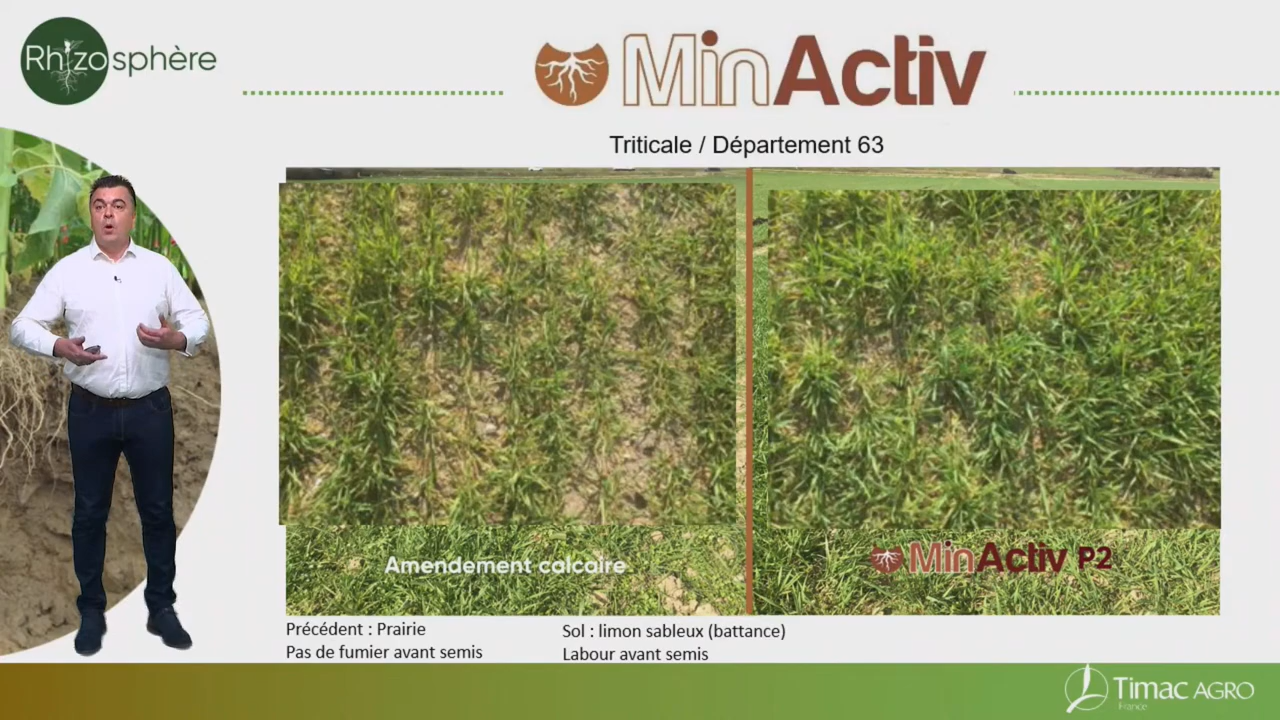 Rhizosphère
MinActiv
Triticale / Département 63
Amendement calcaire
MinActiv P2
Précédent : Prairie
Pas de fumier avant semis
Sol : limon sableux (battance)
Labour avant semis
Timac AGRO
France